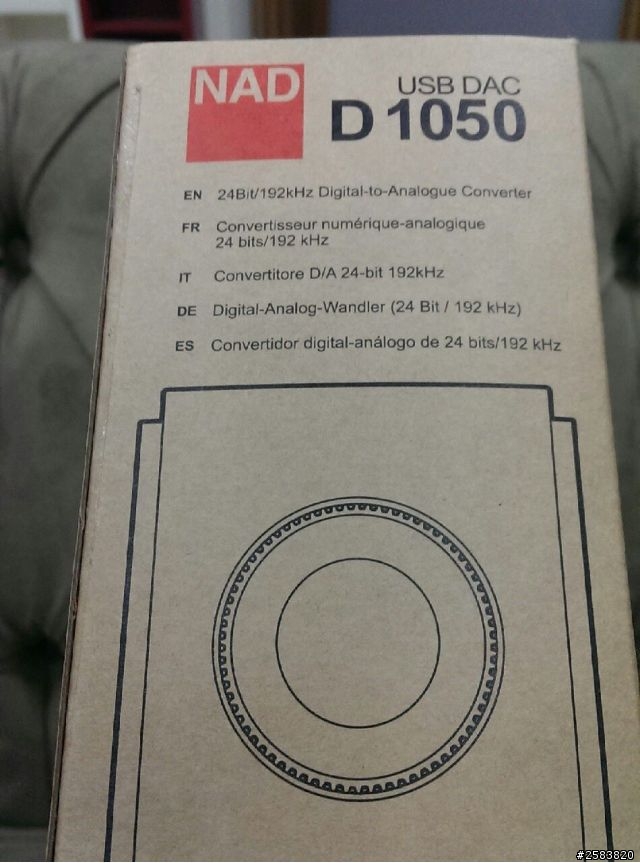 NAD
USB DAC
D 1050
EN 24Bit/192kHz Digital-to-Analogue Converter
FR Convertisseur numérique-analogique
24 bits/192 kHz
IT Convertitore D/A 24-bit 192kHz
DE Digital-Analog-Wandler (24 Bit / 192 kHz)
ES Convertidor digital-análogo de 24 bits/192 kHz
#2583820